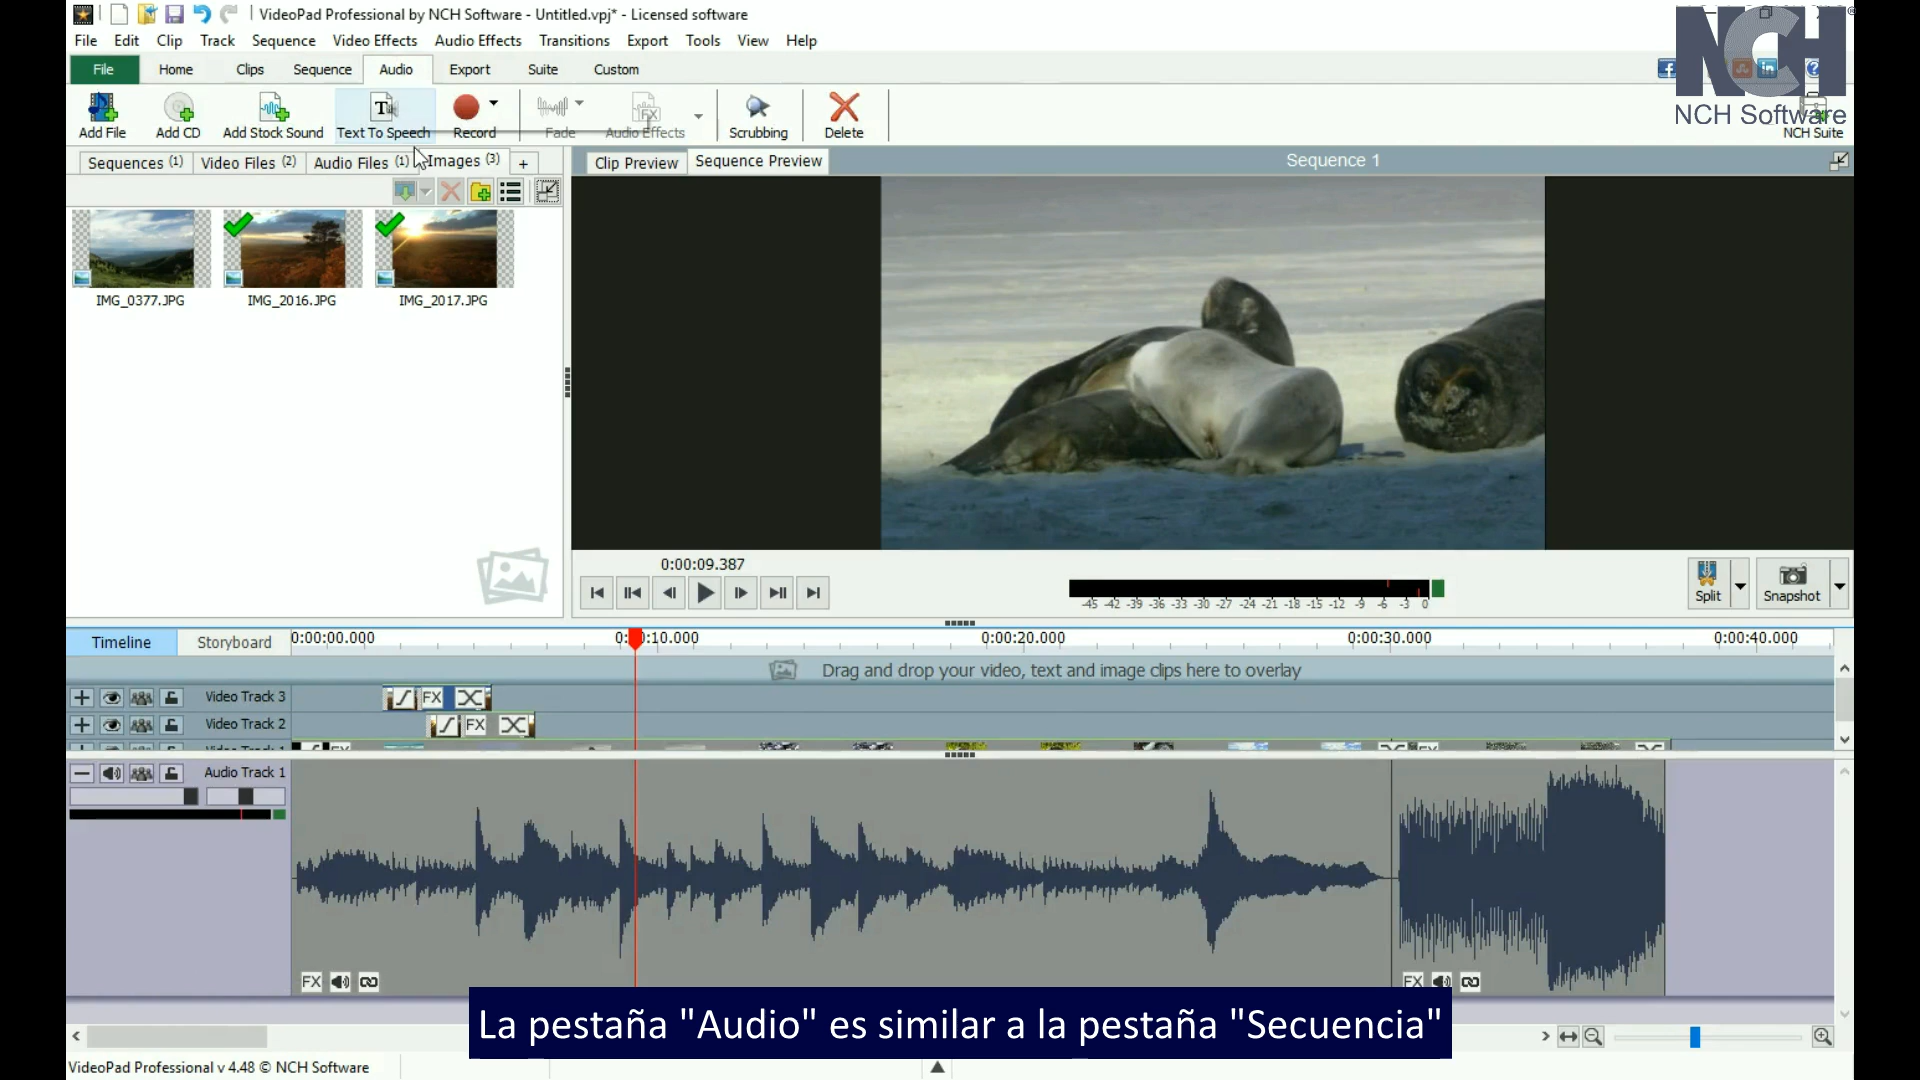 VideoPad Professional by NCH Software - Untitled.vpj* - Licensed software
File Edit Clip Track Sequence Video Effects Audio Effects Transitions Export Tools View Help
File Home Clips Sequence Audio Export Suite Custom
NCH
NCH Software
Add File Add CD Add Stock Sound Text To Speech Record Fade Audio Effects Scrubbing Delete NCH Suite
Sequences (1) Video Files (2) Audio Files (1) Images (3) +
Clip Preview Sequence Preview Sequence 1
IMG_0377.JPG IMG_2016.JPG IMG_2017.JPG
0:00:09.387
-45 -42 -39 -36 -33 -30 -27 -24 -21 -18 -15 -12 -9 -6 -3 0
Split Snapshot
Timeline Storyboard 0:00:00.000 0:00:20.000 0:00:30.000 0:00:40.000
Drag and drop your video, text and image clips here to overlay
Video Track 3 FX
Video Track 2 FX
Audio Track 1
FX FX
La pestaña "Audio" es similar a la pestaña "Secuencia"
VideoPad Professional v 4.48 © NCH Software